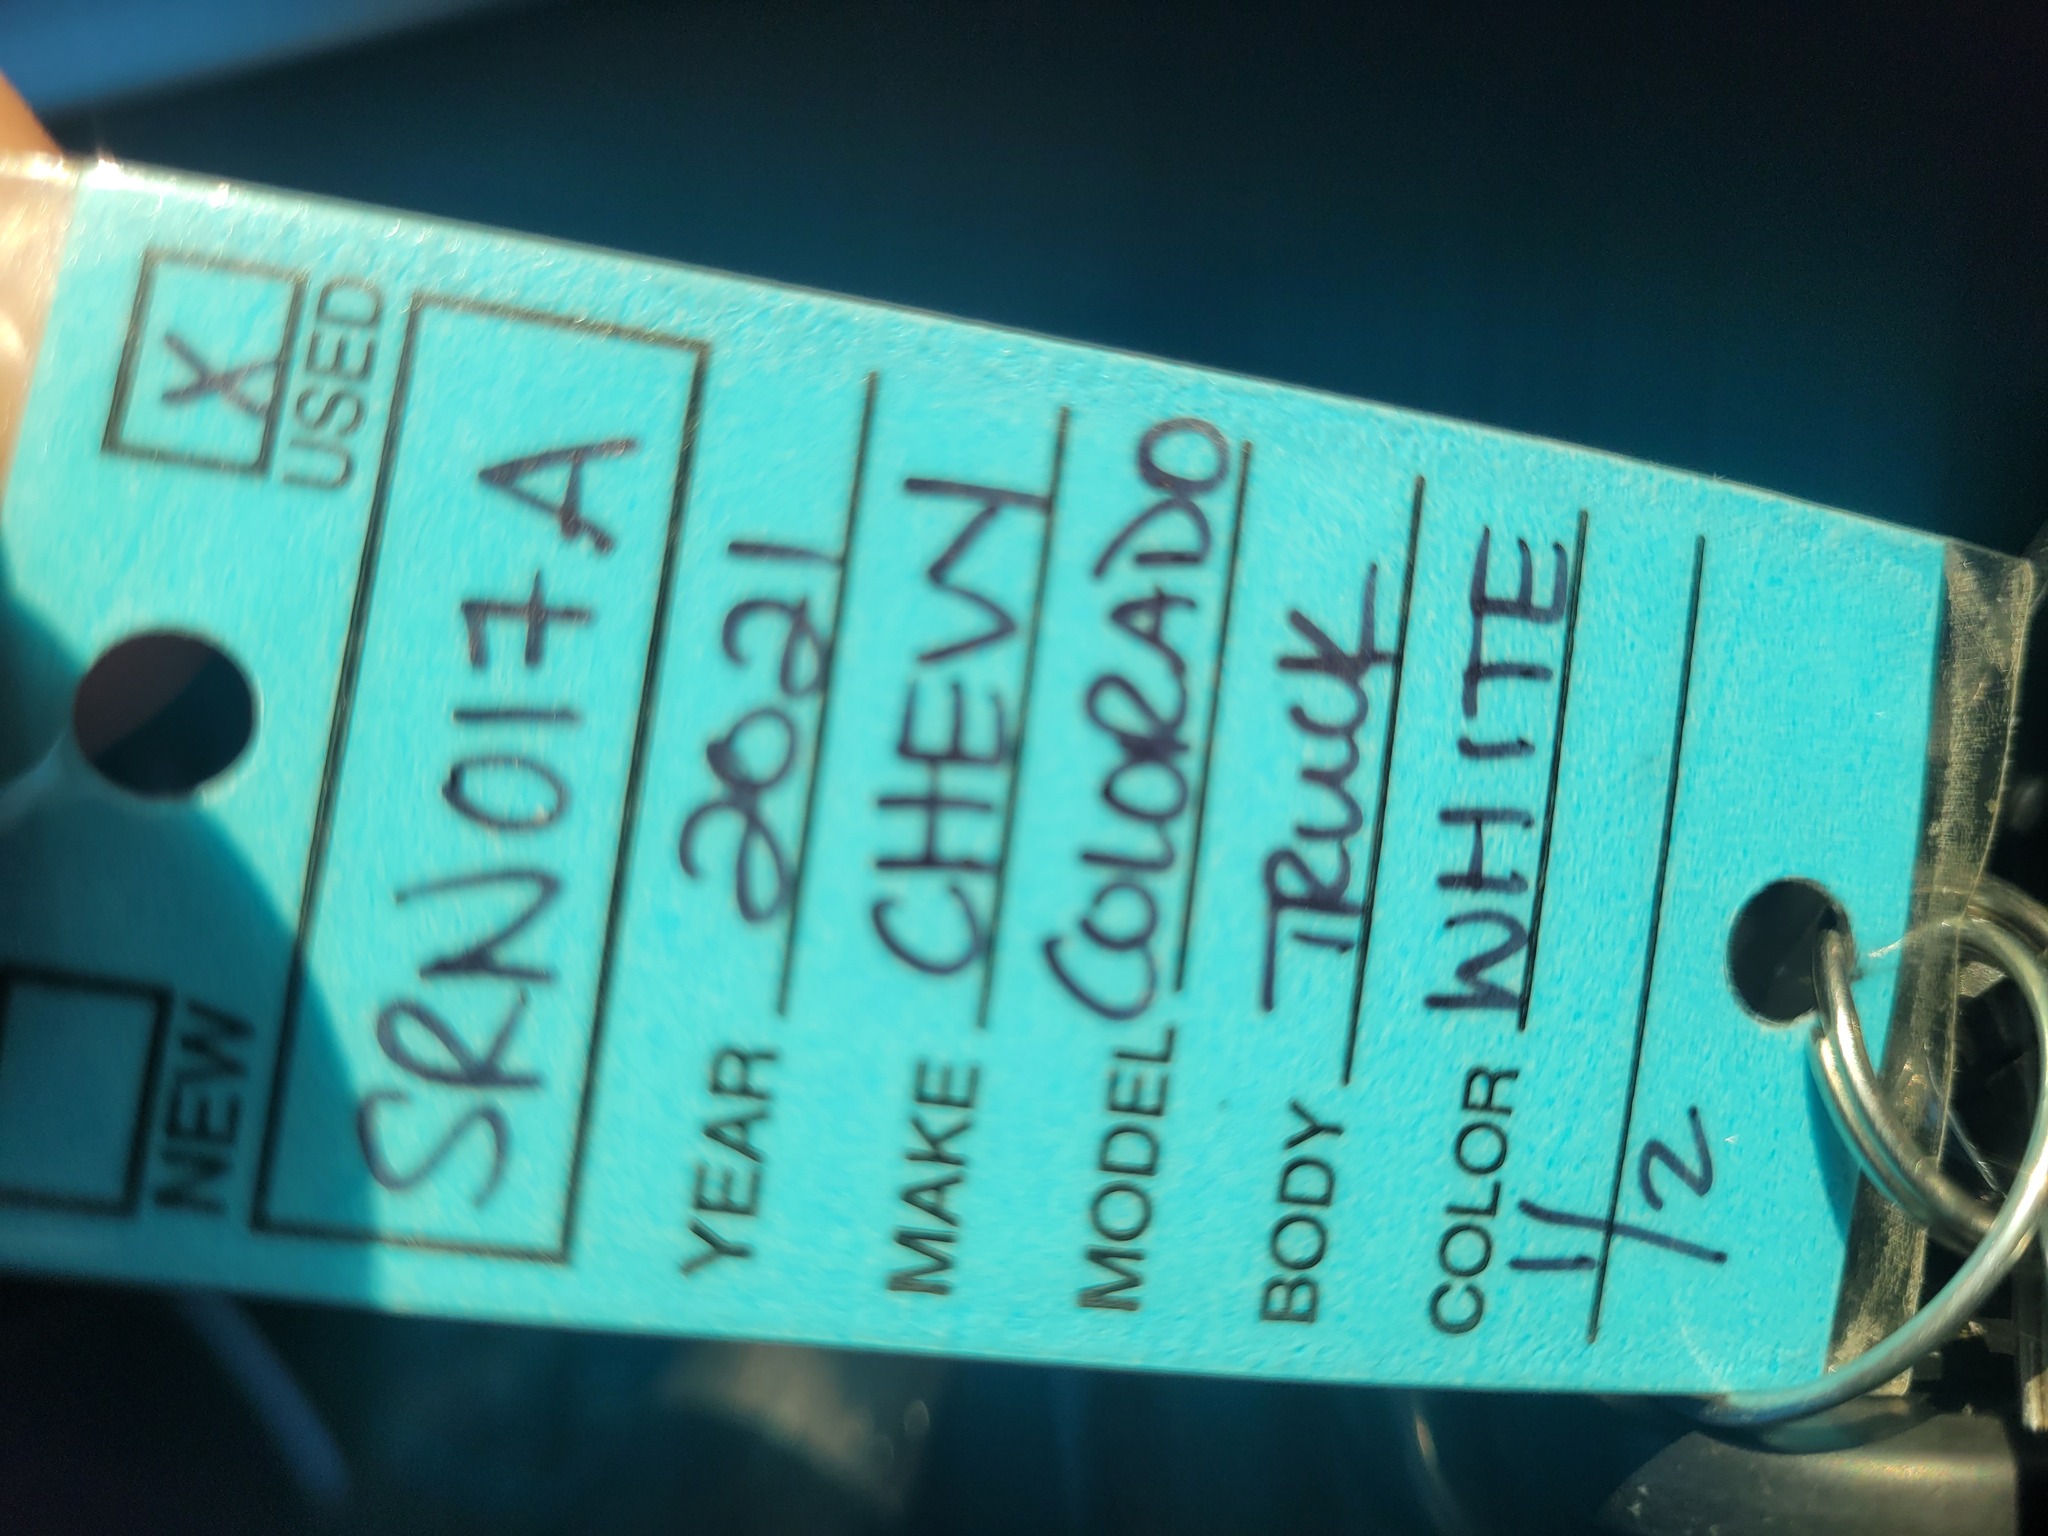 X
NEW USED
SRN017A
YEAR 2021
MAKE CHEVY
MODEL COLORADO
BODY TRUCK
COLOR WHITE
1/2